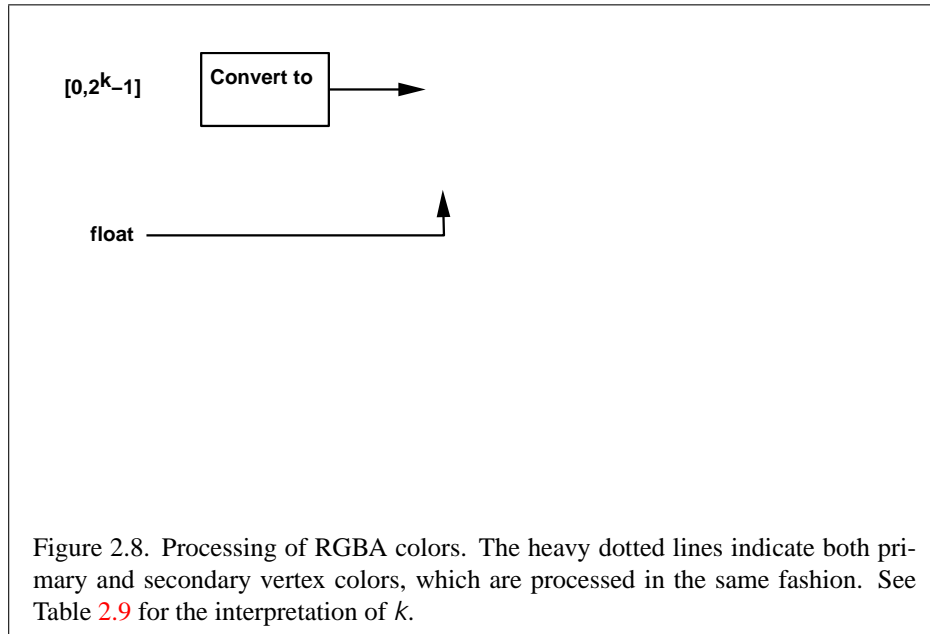 [0,2k–1]
Convert to
float
Figure 2.8. Processing of RGBA colors. The heavy dotted lines indicate both pri-
mary and secondary vertex colors, which are processed in the same fashion. See
Table 2.9 for the interpretation of k.